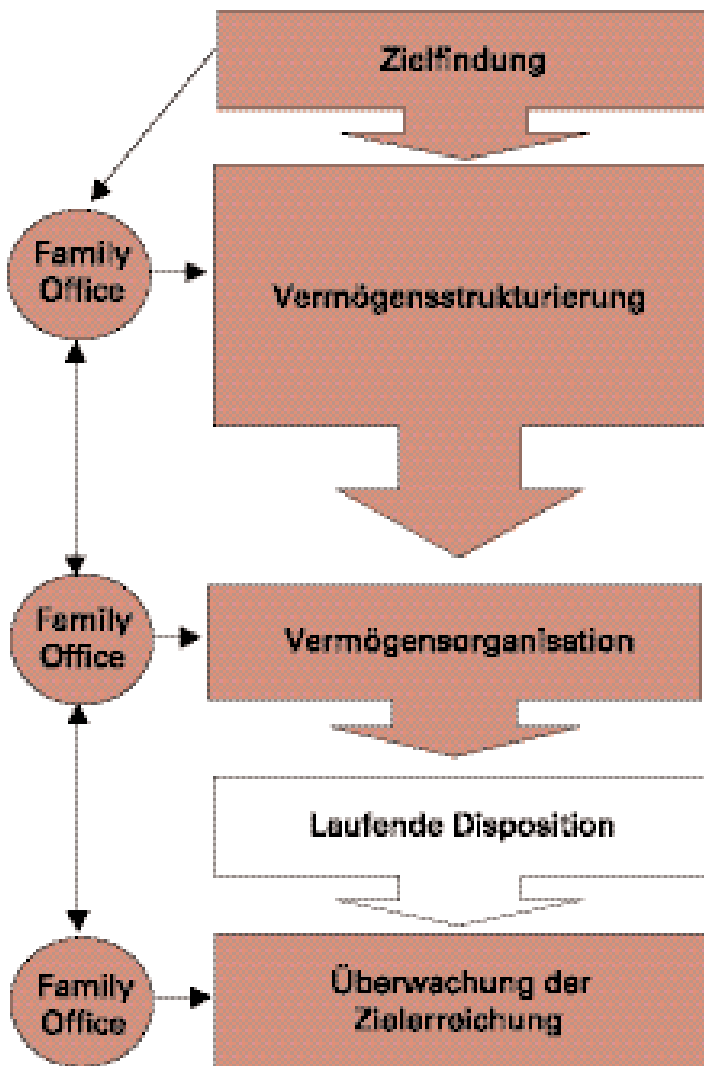 Zielfindung
Family
Office
Vermögensstrukturierung
Family
Office
Vermögensorganisation
Laufende Disposition
Family
Office
Überwachung der
Zielerreichung